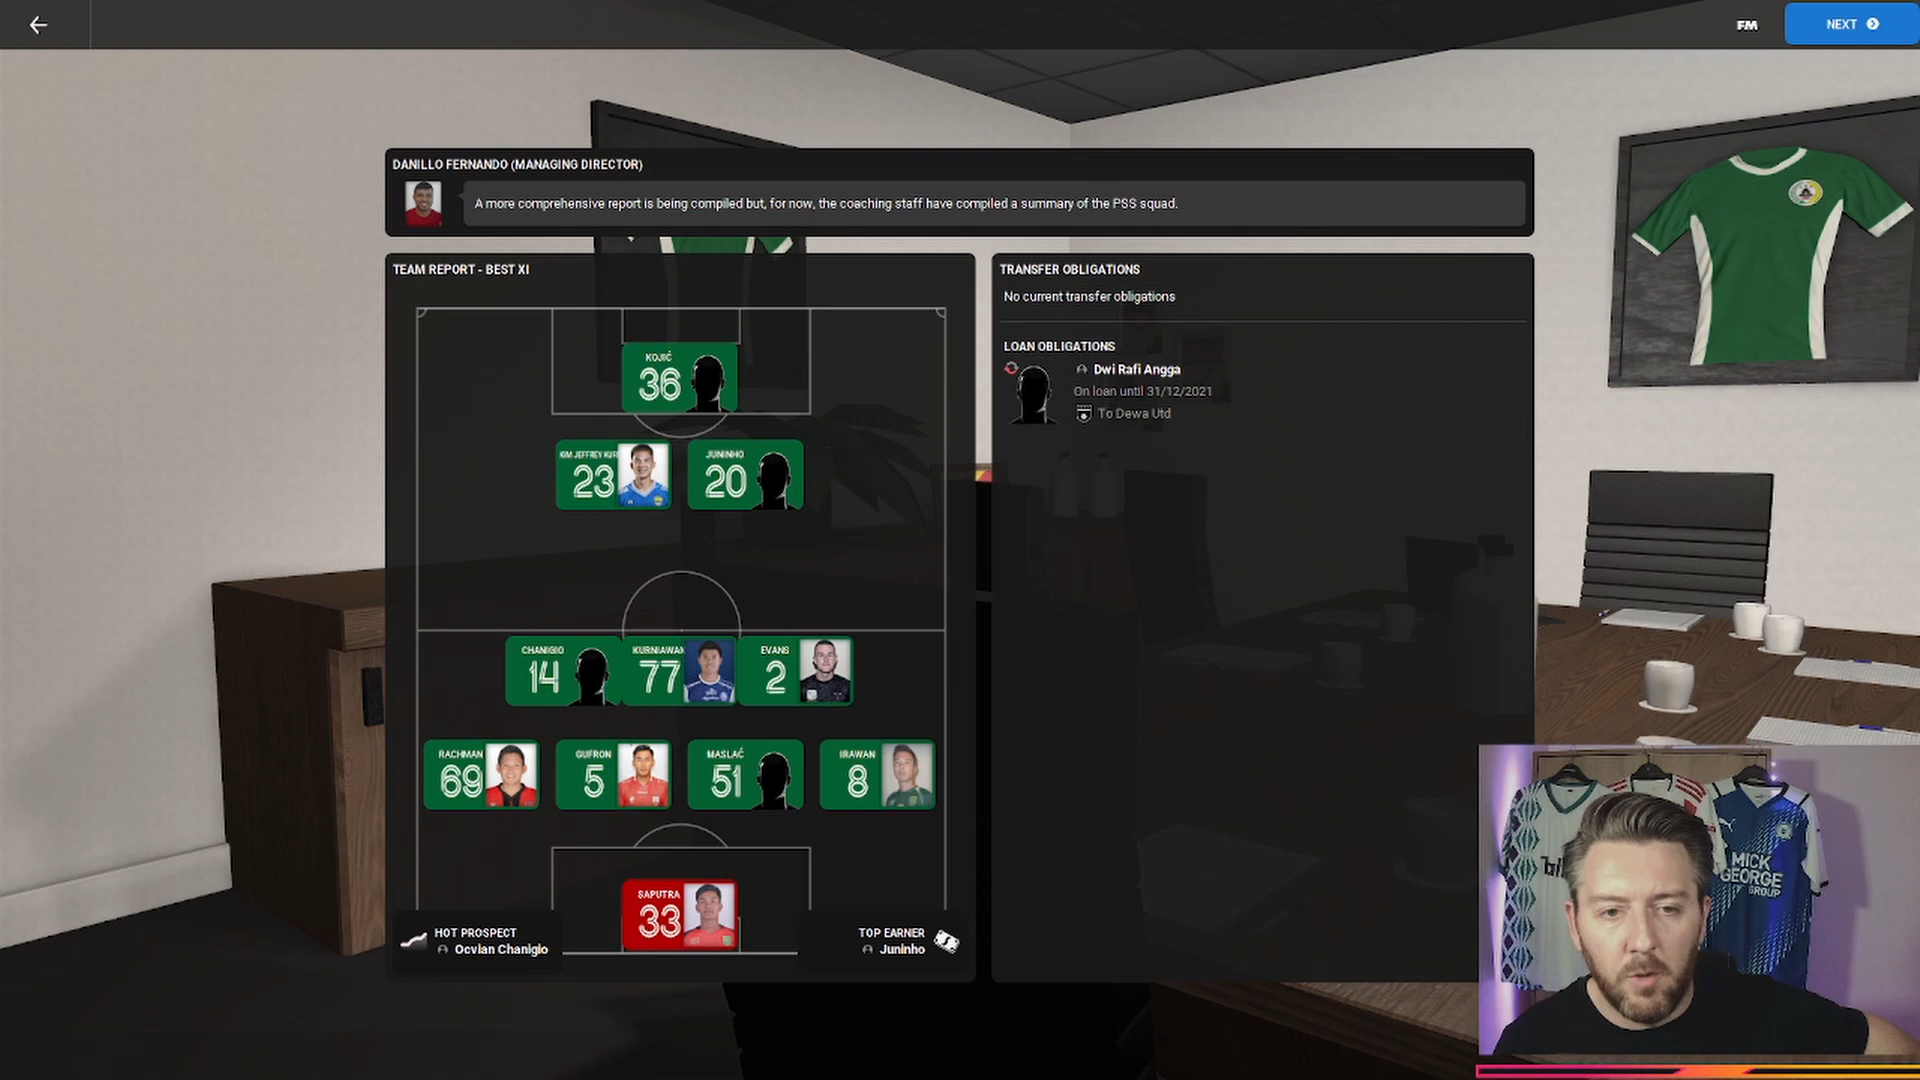 FM
NEXT
DANILLO FERNANDO (MANAGING DIRECTOR)
A more comprehensive report is being compiled but, for now, the coaching staff have compiled a summary of the PSS squad.
TEAM REPORT - BEST XI
KOJIĆ
36
KIM JEFFREY KUR
23
JUNINHO
20
CHANIGIO
14
KURNIAWAN
77
EVANS
2
RACHMAN
69
GUFRON
5
MASLAĆ
51
IRAWAN
8
SAPUTRA
33
HOT PROSPECT
Ocvian Chanigio
TOP EARNER
Juninho
TRANSFER OBLIGATIONS
No current transfer obligations
LOAN OBLIGATIONS
Dwi Rafi Angga
On loan until 31/12/2021
To Dewa Utd
MICK
GEORGE
GROUP